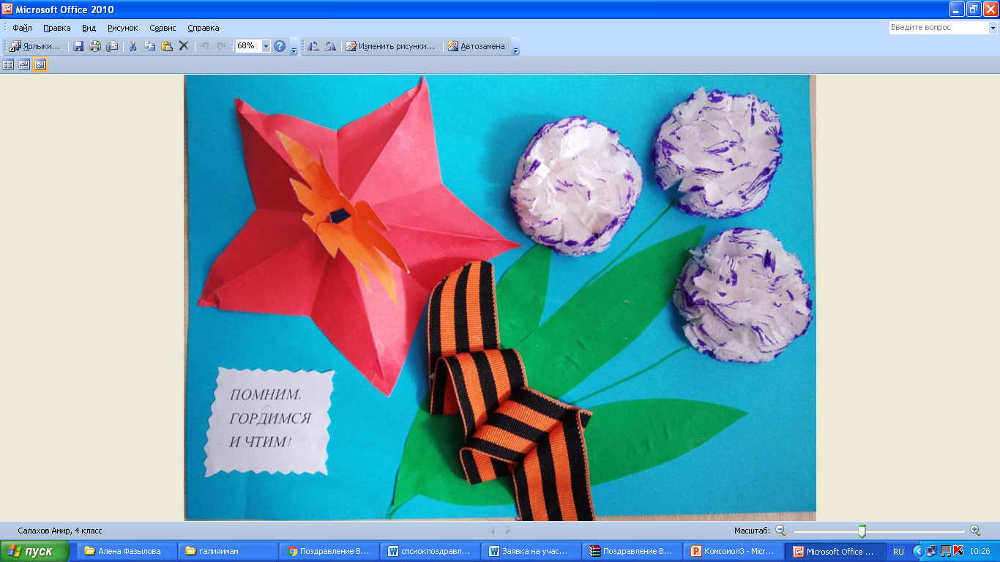 Microsoft Office 2010
Файл Правка Вид Рисунок Сервис Справка
Введите вопрос
Ярлыки... 68% Изменить рисунки... Автозамена
ПОМНИМ,
ГОРДИМСЯ
И ЧТИМ!
Салахов Амир, 4 класс
Масштаб:
пуск
Алена Фазылова
галияимам
Поздравление В...
спсиокпоздравл...
Заявка на учас...
Поздравление В...
Комсомол3 - Micr...
Microsoft Office ...
RU
10:26